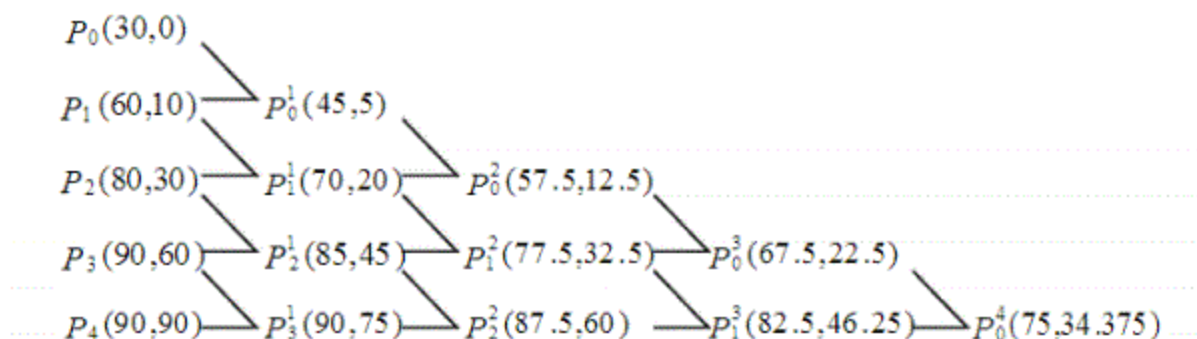 P₀(30,0)
P₁(60,10) P₀¹(45,5)
P₂(80,30) P₁¹(70,20) P₀²(57.5,12.5)
P₃(90,60) P₂¹(85,45) P₁²(77.5,32.5) P₀³(67.5,22.5)
P₄(90,90) P₃¹(90,75) P₂²(87.5,60) P₁³(82.5,46.25) P₀⁴(75,34.375)